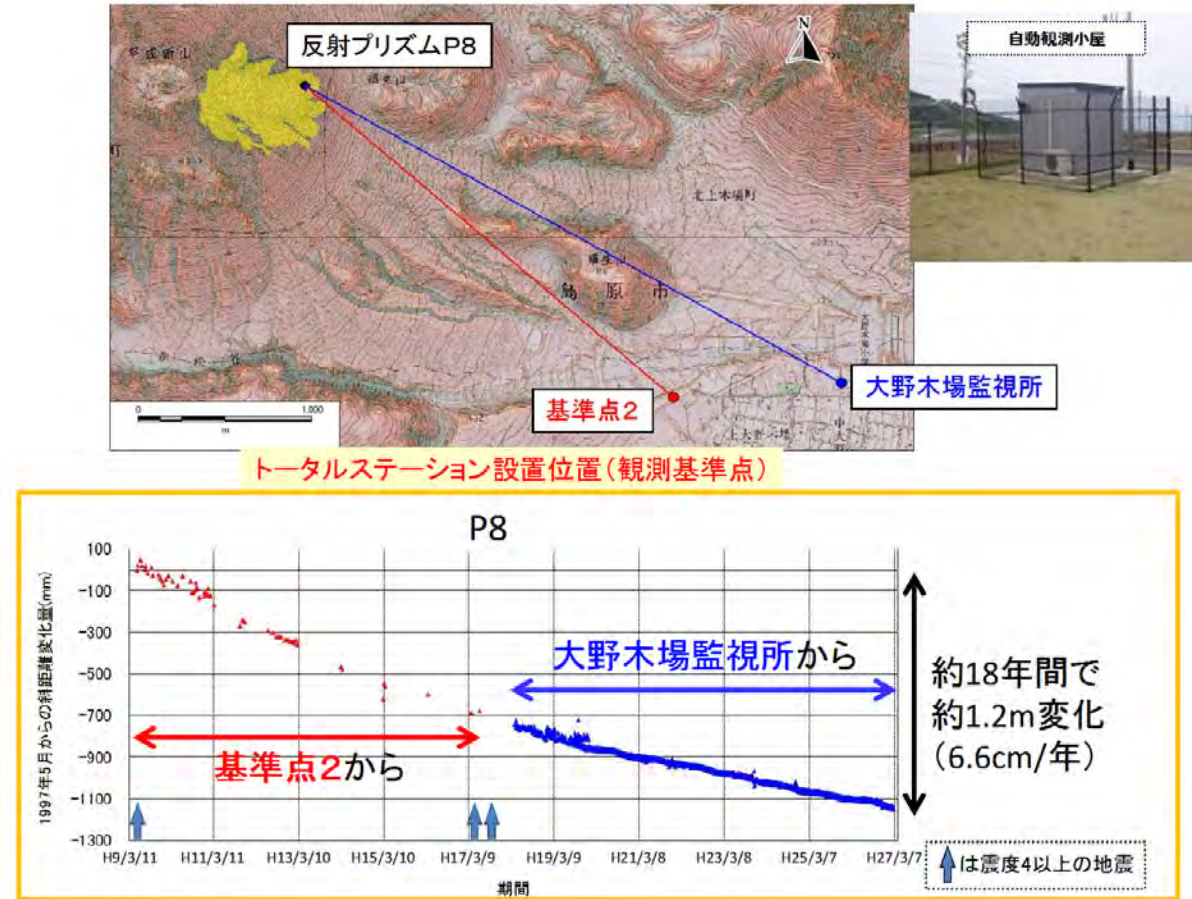 反射プリズムP8
N
自動観測小屋
平成新山
北上木場町
島原市
大野木場監視所
基準点2
0 1,000
m
トータルステーション設置位置(観測基準点)
P8
1997年5月からの斜距離変化量(mm)
100
-100
-300
-500
-700
-900
-1100
-1300
大野木場監視所から
基準点2から
約18年間で
約1.2m変化
(6.6cm/年)
H9/3/11 H11/3/11 H13/3/10 H15/3/10 H17/3/9 H19/3/9 H21/3/8 H23/3/8 H25/3/7 H27/3/7
期間
は震度4以上の地震